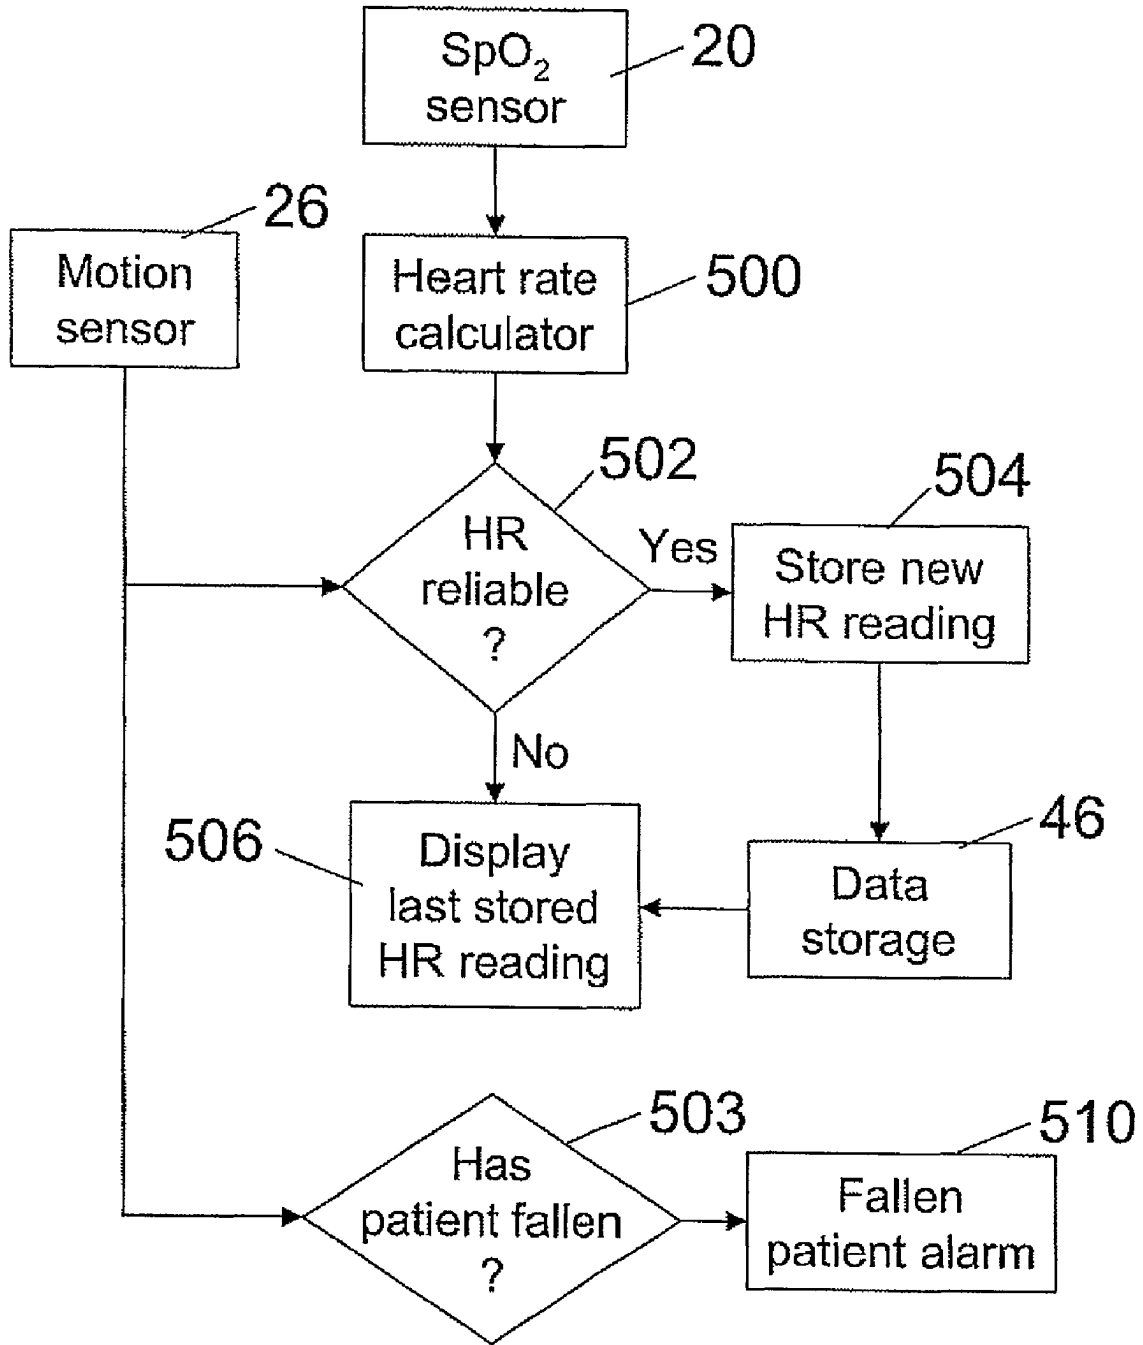 SpO₂
sensor
20
26
Motion
sensor
Heart rate
calculator
500
502
HR
reliable
?
Yes
504
Store new
HR reading
No
506
Display
last stored
HR reading
46
Data
storage
503
Has
patient fallen
?
510
Fallen
patient alarm